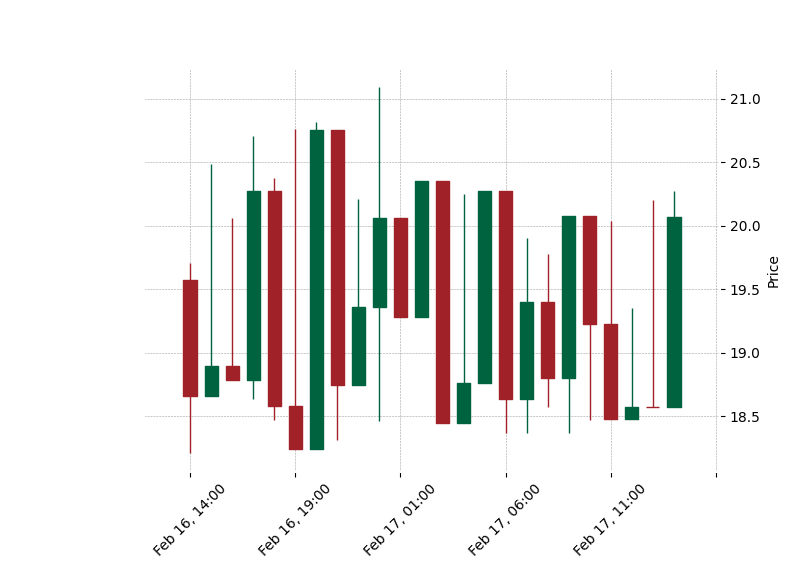 21.0
20.5
20.0
19.5
19.0
18.5
Price
Feb 16, 14:00
Feb 16, 19:00
Feb 17, 01:00
Feb 17, 06:00
Feb 17, 11:00